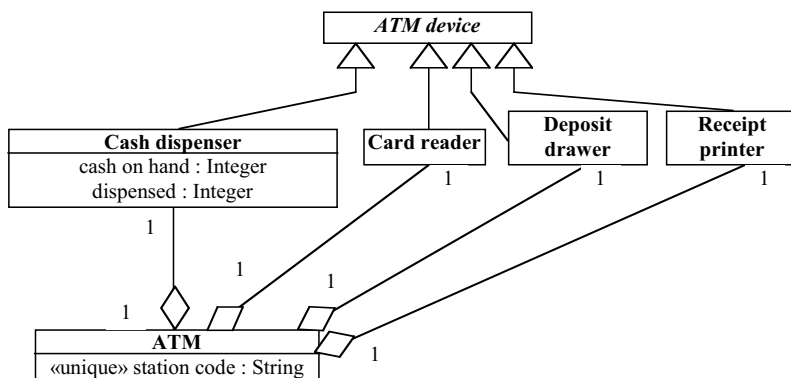 ATM device
Cash dispenser
cash on hand : Integer
dispensed : Integer
Card reader
Deposit
drawer
Receipt
printer
1
1
1
1
1
1
1
1
ATM
«unique» station code : String